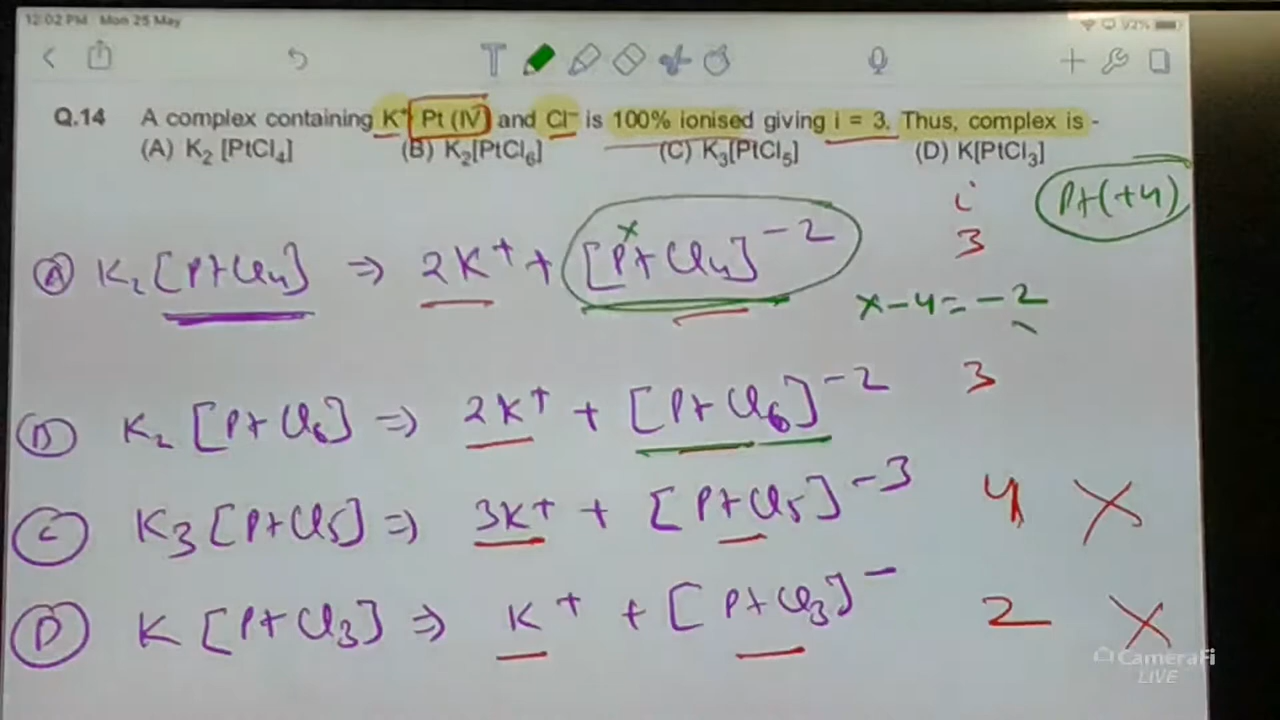 12:02 PM Mon 25 May
92%
Q.14 A complex containing K⁺ Pt (IV) and Cl⁻ is 100% ionised giving i = 3. Thus, complex is -
(A) K₂ [PtCl₄] (B) K₂[PtCl₆] (C) K₃[PtCl₅] (D) K[PtCl₃]
i Pt(+4)
(A) K₂[PtCl₄] ⇒ 2K⁺ + [PtCl₄]⁻² 3
x
x-4=-2
(B) K₂[PtCl₆] ⇒ 2K⁺ + [PtCl₆]⁻² 3
(C) K₃[PtCl₅] ⇒ 3K⁺ + [PtCl₅]⁻³ 4 X
(D) K[PtCl₃] ⇒ K⁺ + [PtCl₃]⁻ 2 X
CameraFi
LIVE